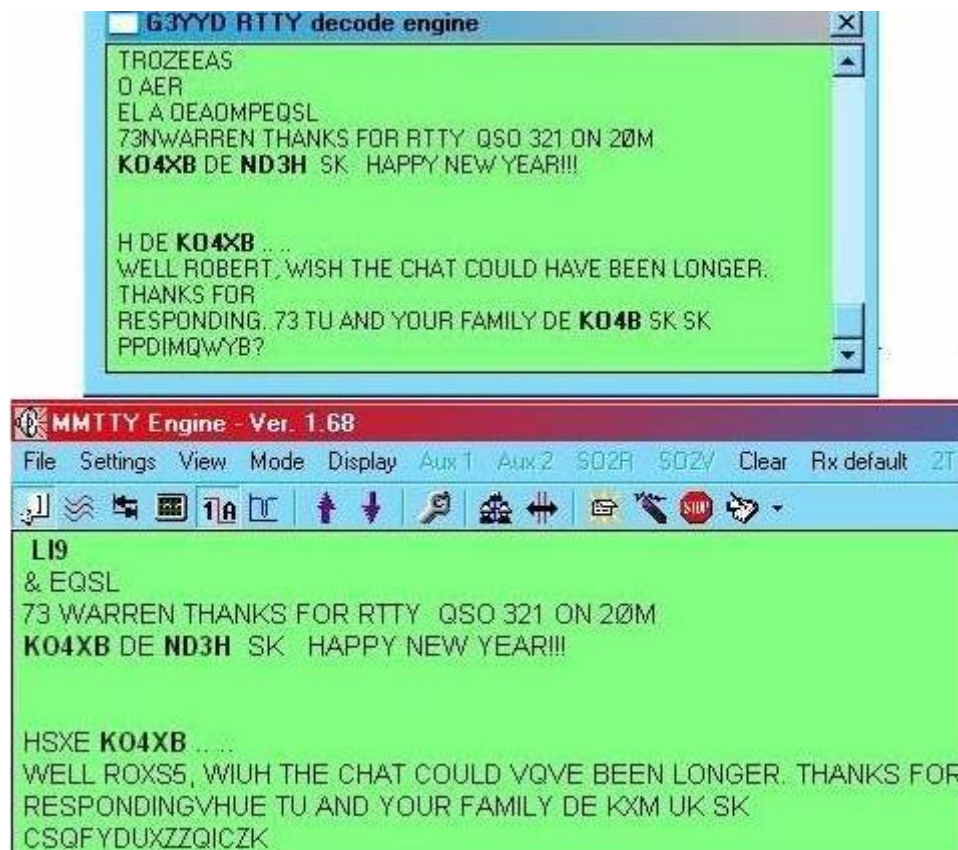 G3YYD RTTY decode engine
TROZEEAS
O AER
EL A OEAOMPEQSL
73NWARREN THANKS FOR RTTY QSO 321 ON 2ØM
KO4XB DE ND3H SK HAPPY NEW YEAR!!!
H DE KO4XB .. ..
WELL ROBERT, WISH THE CHAT COULD HAVE BEEN LONGER.
THANKS FOR
RESPONDING. 73 TU AND YOUR FAMILY DE KO4B SK SK
PPDIMQWYB?
MMTTY Engine - Ver. 1.68
File Settings View Mode Display Aux 1 Aux 2 SO2R SO2V Clear Rx default 2T
STOP
LI9
& EQSL
73 WARREN THANKS FOR RTTY QSO 321 ON 2ØM
KO4XB DE ND3H SK HAPPY NEW YEAR!!!
HSXE KO4XB .. ..
WELL ROXS5, WIUH THE CHAT COULD VQVE BEEN LONGER. THANKS FOR
RESPONDINGVHUE TU AND YOUR FAMILY DE KXM UK SK
CSQFYDUXZZQICZK